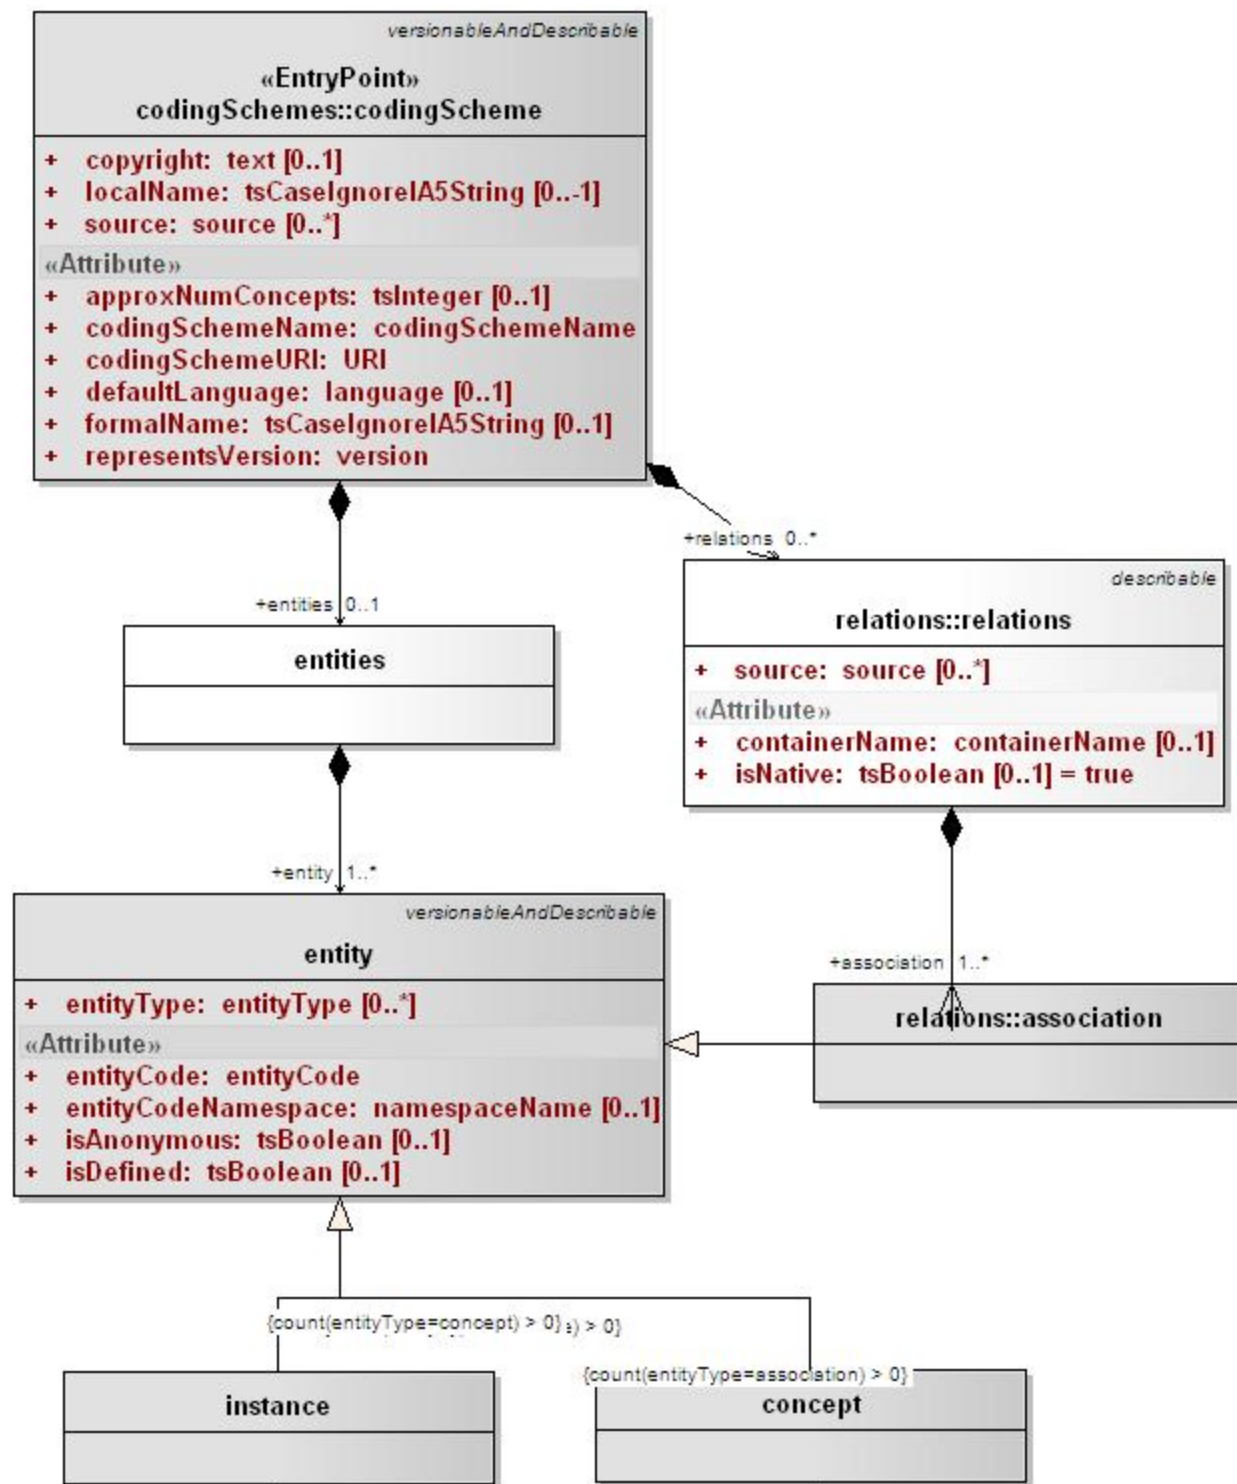 versionableAndDescribable
«EntryPoint»
codingSchemes::codingScheme
+ copyright: text [0..1]
+ localName: tsCaseIgnoreIA5String [0..-1]
+ source: source [0..*]
«Attribute»
+ approxNumConcepts: tsInteger [0..1]
+ codingSchemeName: codingSchemeName
+ codingSchemeURI: URI
+ defaultLanguage: language [0..1]
+ formalName: tsCaseIgnoreIA5String [0..1]
+ representsVersion: version
+relations 0..*
describable
relations::relations
+ source: source [0..*]
«Attribute»
+ containerName: containerName [0..1]
+ isNative: tsBoolean [0..1] = true
+entities 0..1
entities
+entity 1..*
versionableAndDescribable
entity
+ entityType: entityType [0..*]
«Attribute»
+ entityCode: entityCode
+ entityCodeNamespace: namespaceName [0..1]
+ isAnonymous: tsBoolean [0..1]
+ isDefined: tsBoolean [0..1]
+association 1..*
relations::association
{count(entityType=concept) > 0}
) > 0}
{count(entityType=association) > 0}
instance
concept